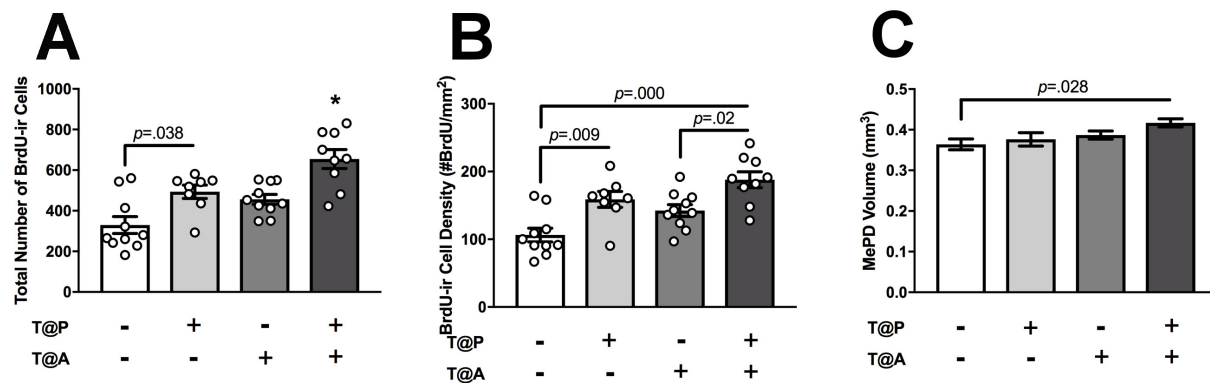 A
Total Number of BrdU-ir Cells
1000
800
600
400
200
0
p=.038
*
T@P - + - +
T@A - - + +
B
BrdU-ir Cell Density (#BrdU/mm²)
300
200
100
0
p=.000
p=.009
p=.02
T@P - + - +
T@A - - + +
C
MePD Volume (mm³)
0.5
0.4
0.3
0.2
0.1
0.0
p=.028
T@P - + - +
T@A - - + +